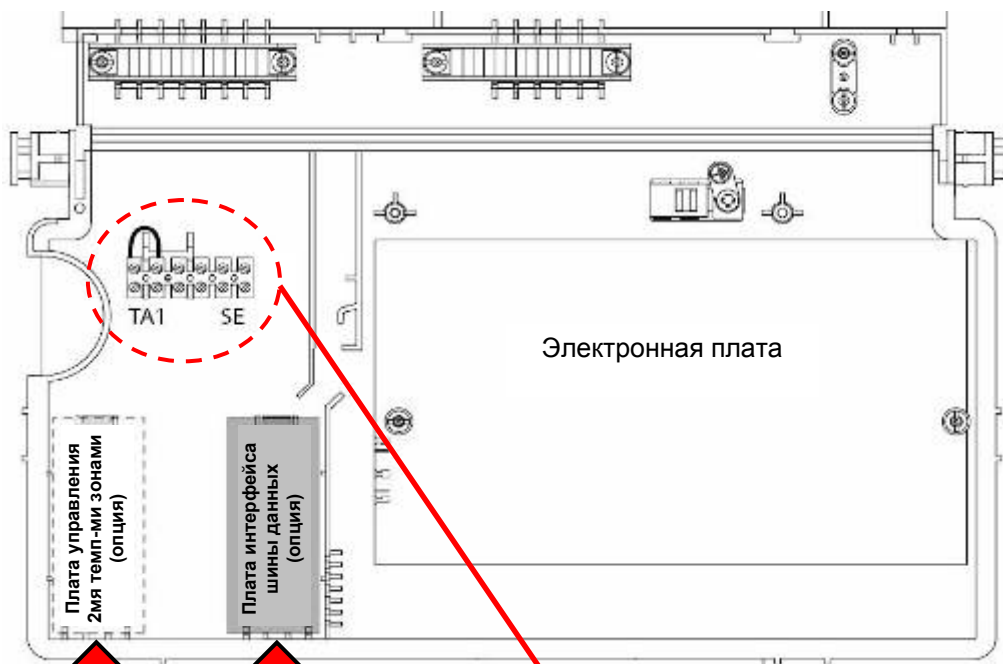 TA1 SE
Электронная плата
Плата управления
2мя темп-ми зонами
(опция)
Плата интерфейса
шины данных
(опция)